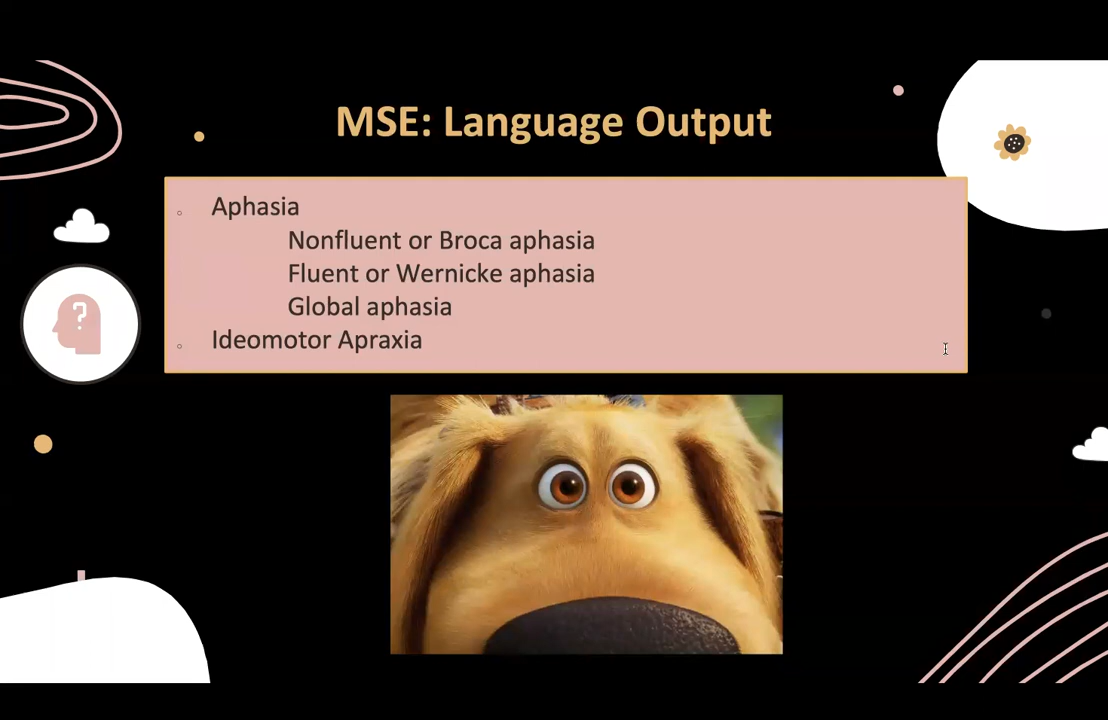 MSE: Language Output
Aphasia
Nonfluent or Broca aphasia
Fluent or Wernicke aphasia
Global aphasia
Ideomotor Apraxia
?